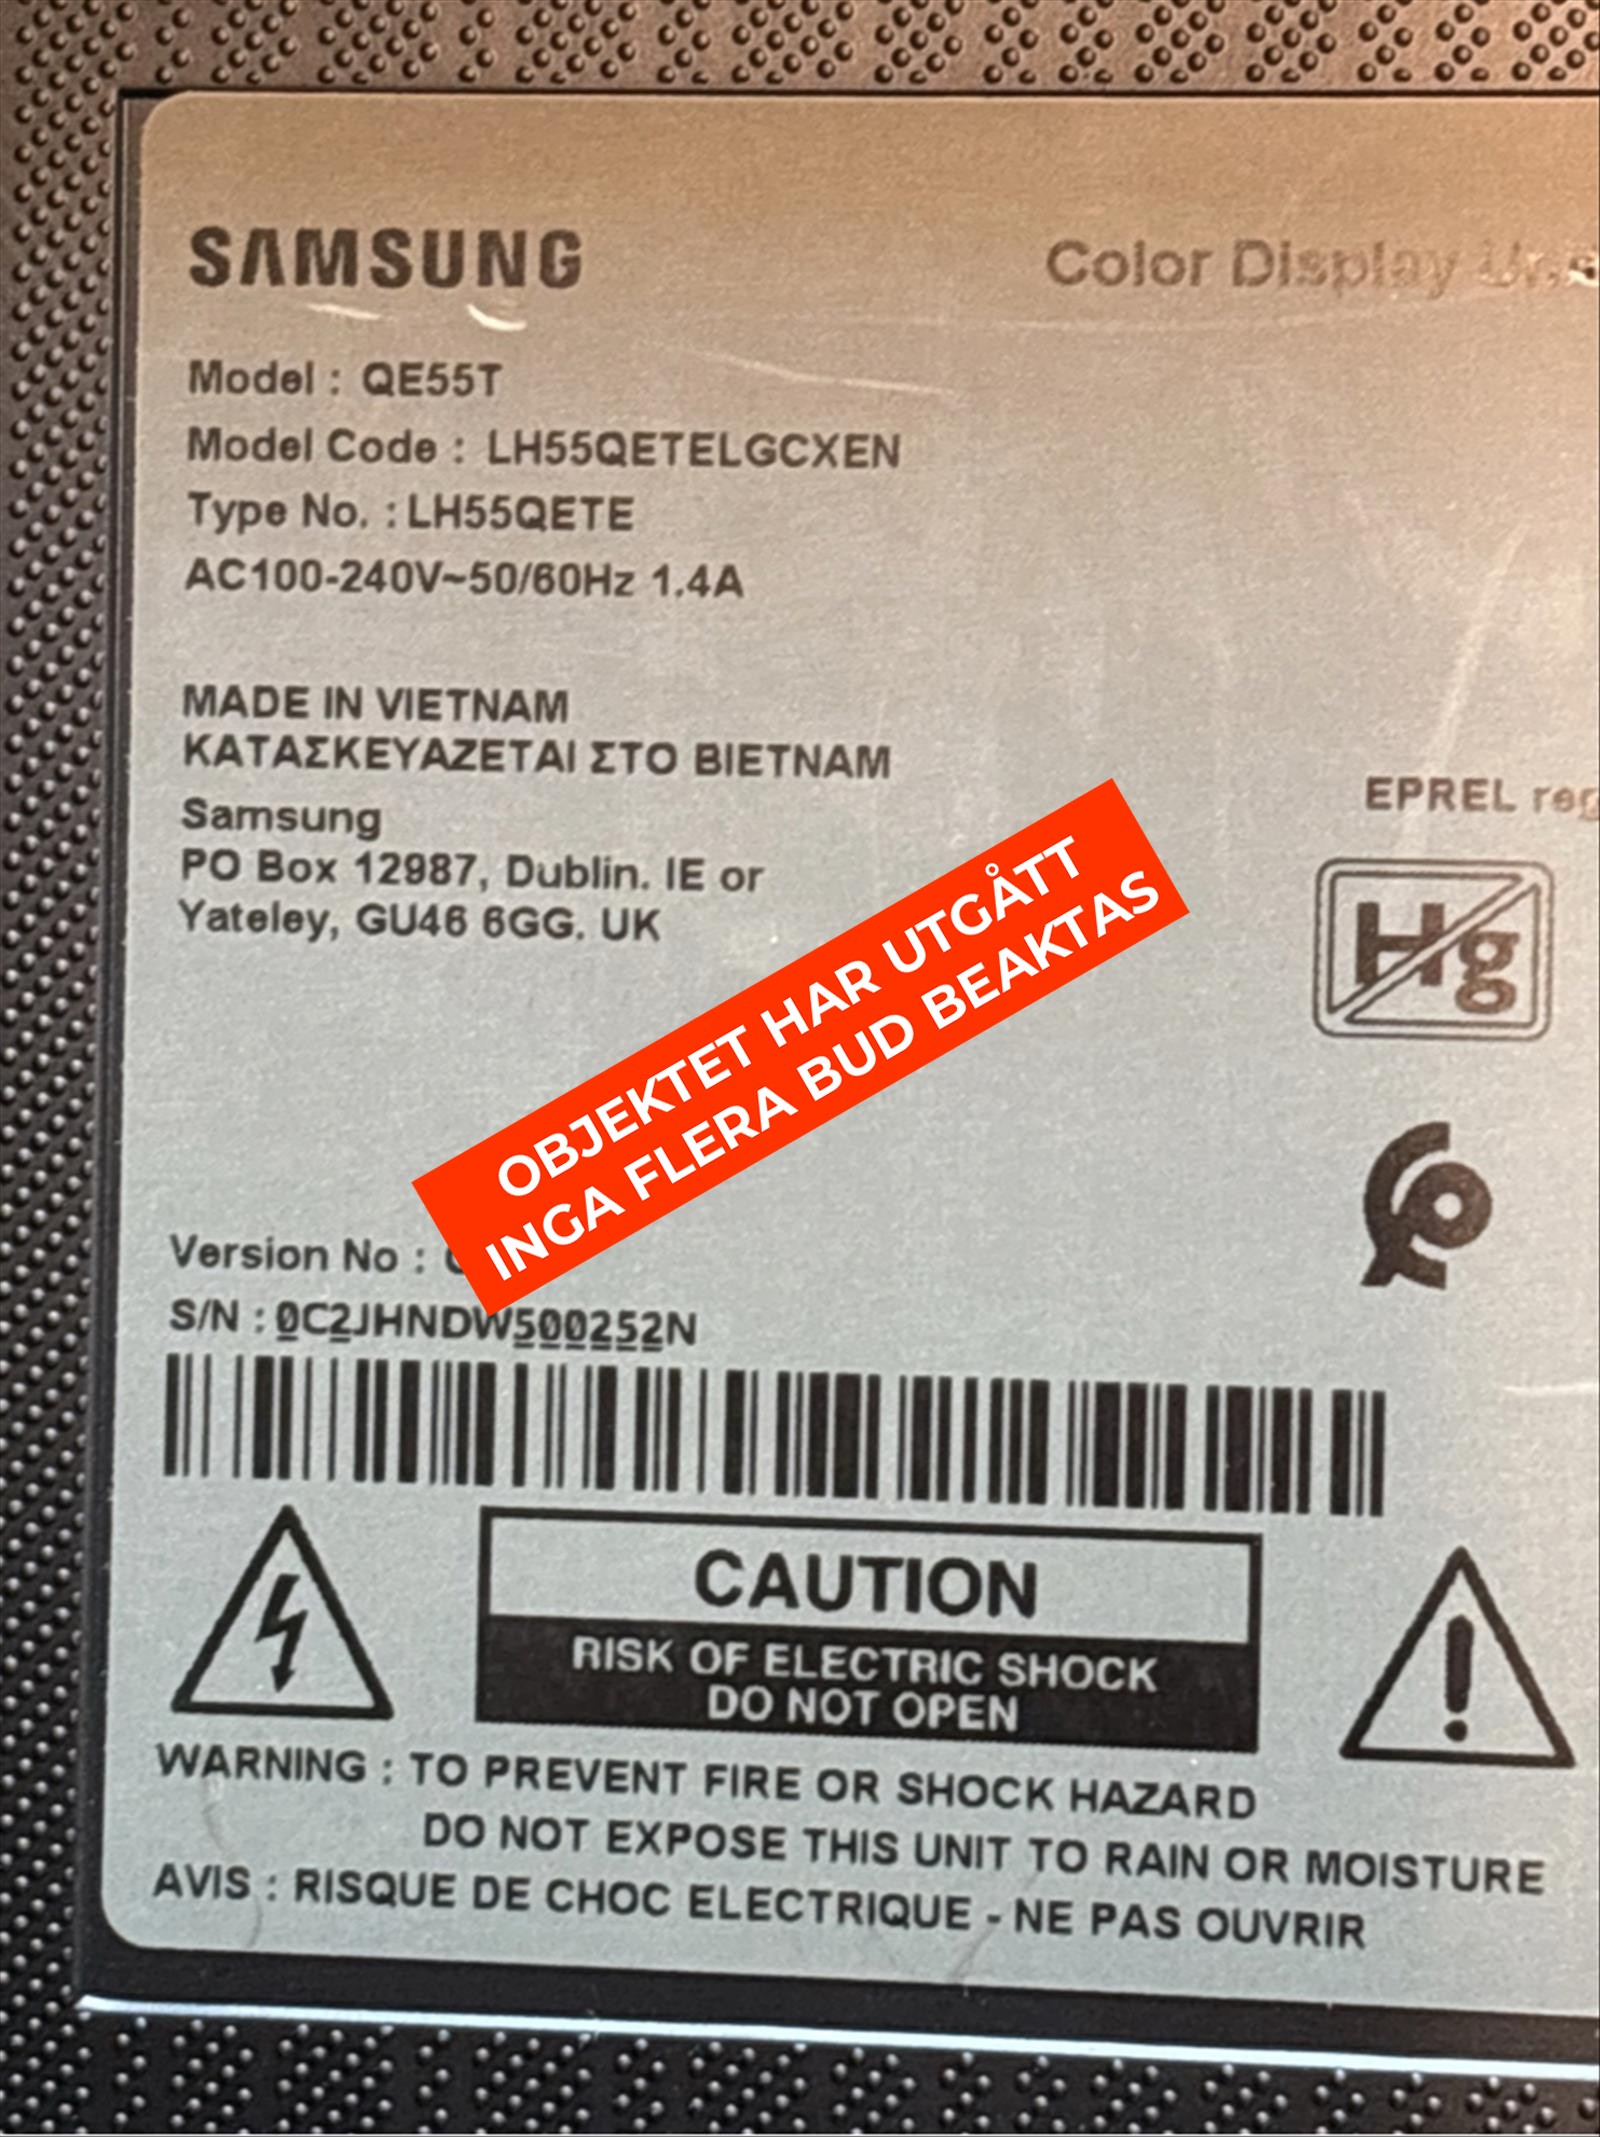 SAMSUNG
Color Display
Model : QE55T
Model Code : LH55QETELGCXEN
Type No. : LH55QETE
AC100-240V~50/60Hz 1.4A
MADE IN VIETNAM
ΚΑΤΑΣΚΕΥΑΖΕΤΑΙ ΣΤΟ ΒΙΕΤΝΑΜ
Samsung
PO Box 12987, Dublin. IE or
Yateley, GU46 6GG. UK
EPREL reg
Hg
OBJEKTET HAR UTGÅTT
INGA FLERA BUD BEAKTAS
Version No :
S/N : 0C2JHNDW500252N
CAUTION
RISK OF ELECTRIC SHOCK
DO NOT OPEN
WARNING : TO PREVENT FIRE OR SHOCK HAZARD
DO NOT EXPOSE THIS UNIT TO RAIN OR MOISTURE
AVIS : RISQUE DE CHOC ELECTRIQUE - NE PAS OUVRIR